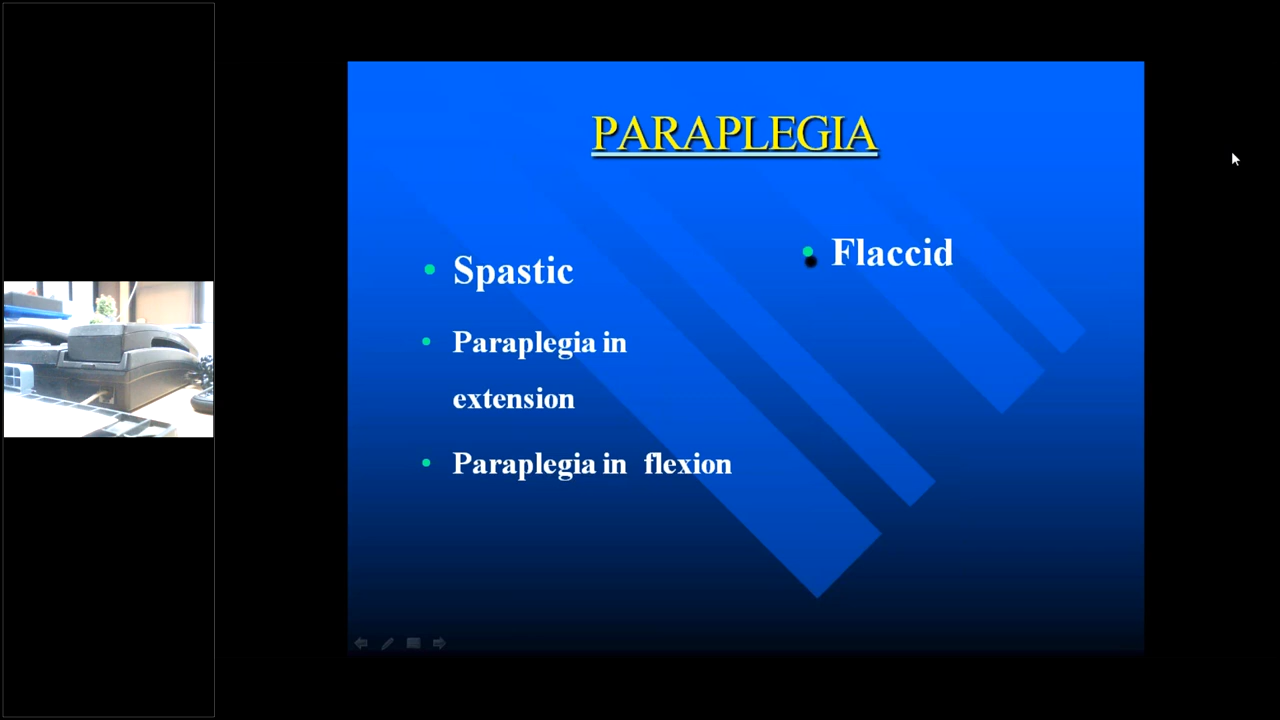 PARAPLEGIA
Spastic
Paraplegia in
extension
Paraplegia in flexion
Flaccid